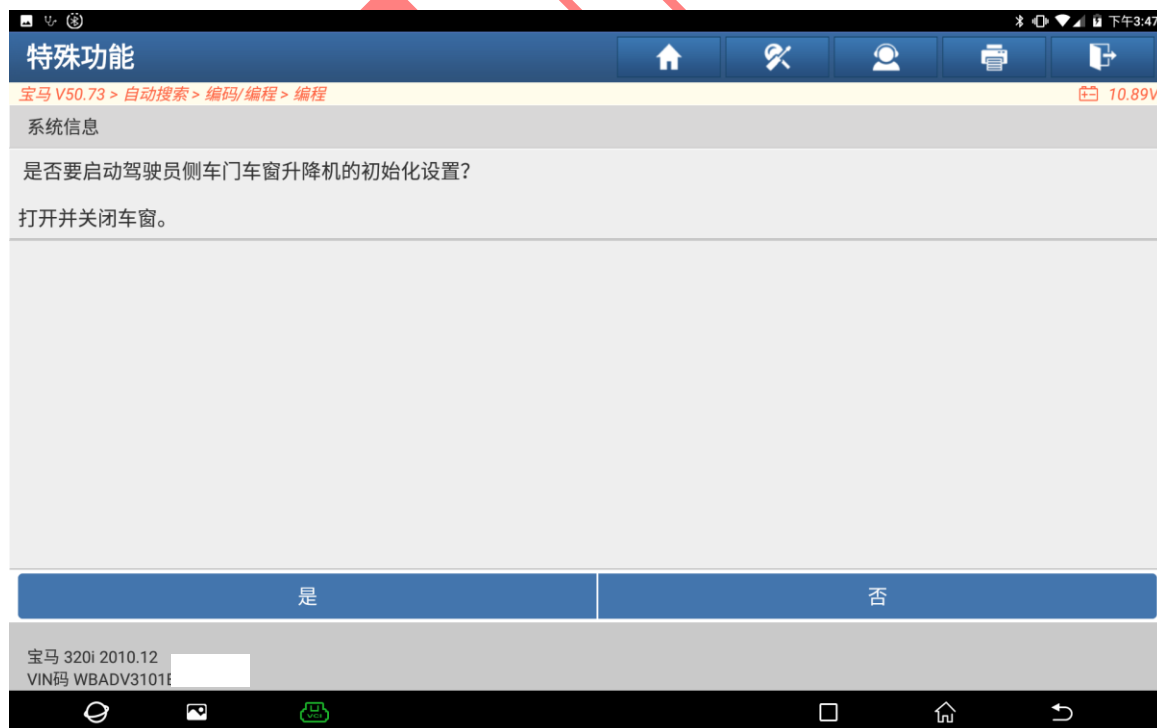 下午3:47
特殊功能
宝马 V50.73 > 自动搜索 > 编码/编程 > 编程
10.89V
系统信息
是否要启动驾驶员侧车门车窗升降机的初始化设置?
打开并关闭车窗。
是
否
宝马 320i 2010.12
VIN码 WBADV3101
VCI